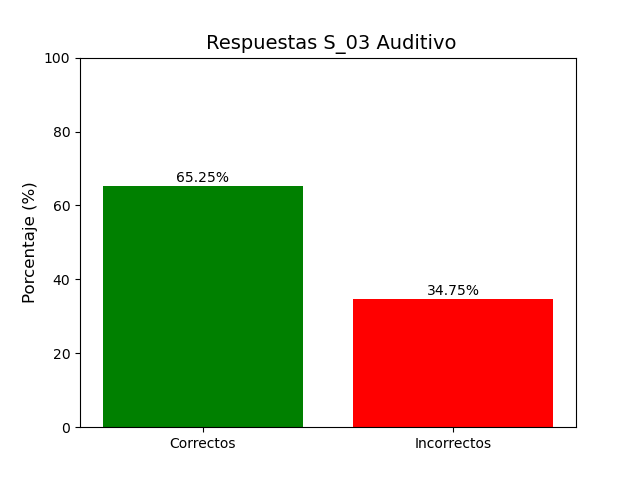 Respuestas S_03 Auditivo
Porcentaje (%)
100
80
60
40
20
0
65.25%
34.75%
Correctos
Incorrectos